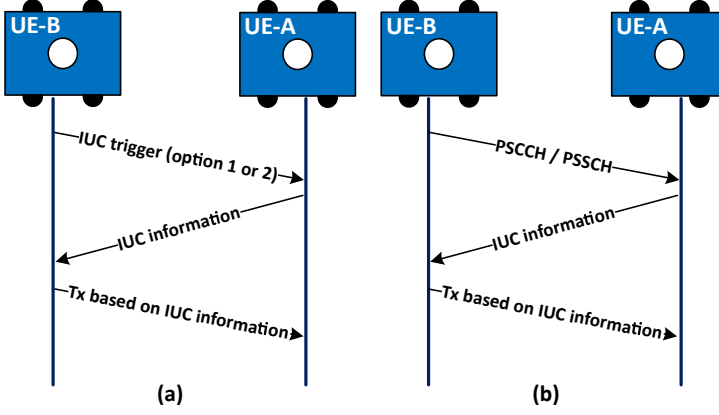 UE-B
UE-A
IUC trigger (option 1 or 2)
IUC information
Tx based on IUC information
(a)
UE-B
UE-A
PSCCH / PSSCH
IUC information
Tx based on IUC information
(b)